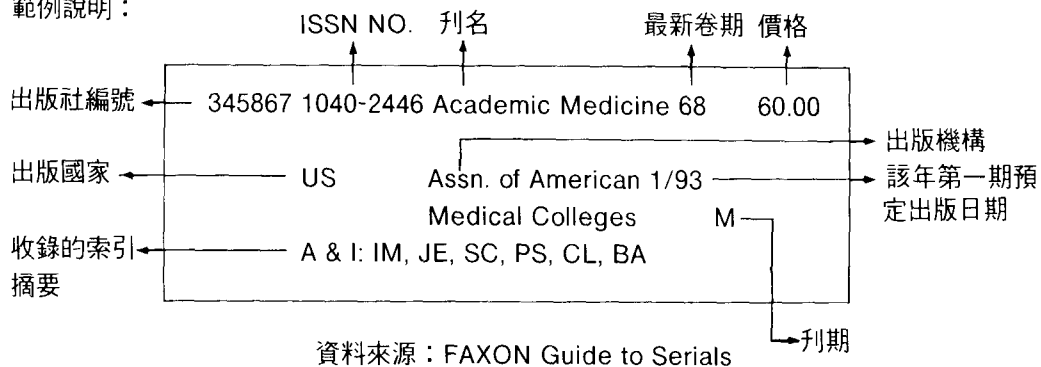 範例說明：
ISSN NO. 刊名 最新卷期 價格
出版社編號 345867 1040-2446 Academic Medicine 68 60.00
出版機構
出版國家 US Assn. of American 1/93 該年第一期預
定出版日期
Medical Colleges M
收錄的索引 A & I: IM, JE, SC, PS, CL, BA
摘要
刊期
資料來源：FAXON Guide to Serials